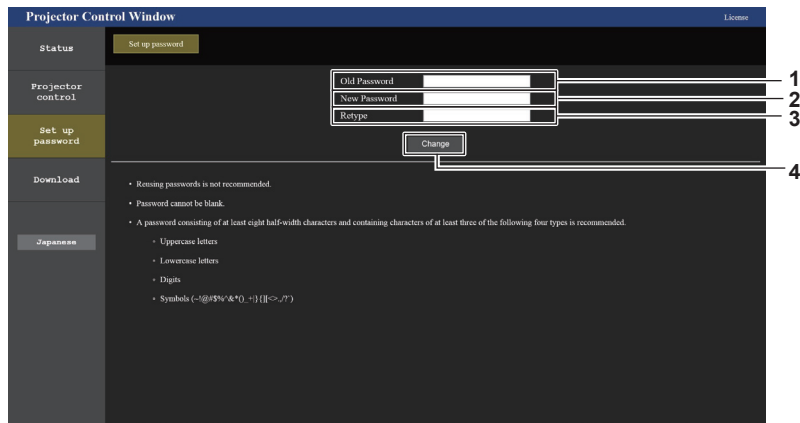 Projector Control Window
License
Status
Set up password
Projector
control
Set up
password
Download
Japanese
Old Password
1
New Password
2
Retype
3
Change
4
• Reusing passwords is not recommended.
• Password cannot be blank.
• A password consisting of at least eight half-width characters and containing characters of at least three of the following four types is recommended.
Uppercase letters
Lowercase letters
Digits
Symbols (~!@#$%^&*()_+|}{][<>.,/?`)